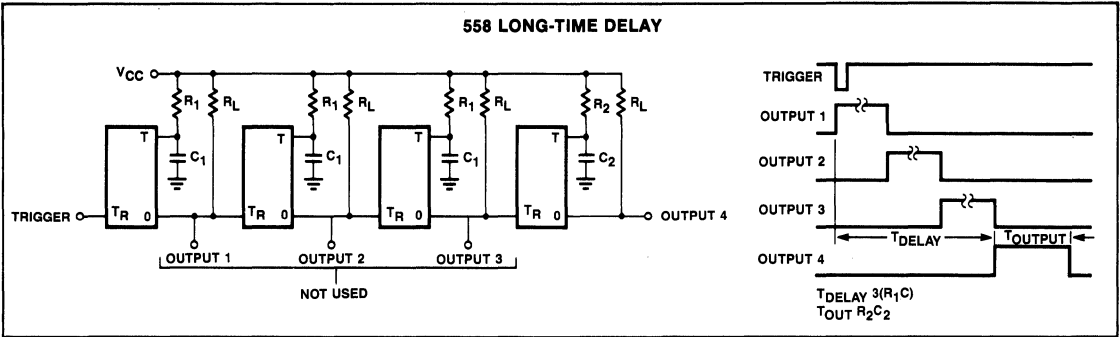 558 LONG-TIME DELAY
VCC
R1
RL
R1
RL
R1
RL
R2
RL
T
C1
T
C1
T
C1
T
C2
TRIGGER
TR 0
TR 0
TR 0
TR 0
OUTPUT 4
OUTPUT 1
OUTPUT 2
OUTPUT 3
NOT USED
TRIGGER
OUTPUT 1
OUTPUT 2
OUTPUT 3
TDELAY
TOUTPUT
OUTPUT 4
TDELAY 3(R1C)
TOUT R2C2